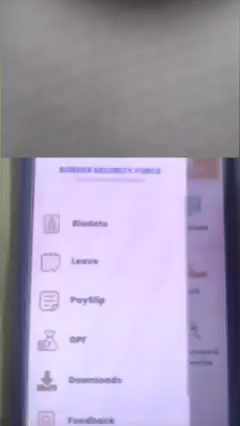 BORDER SECURITY FORCE
Biodata
Leave
PaySlip
GPF
Downloads
Feedback